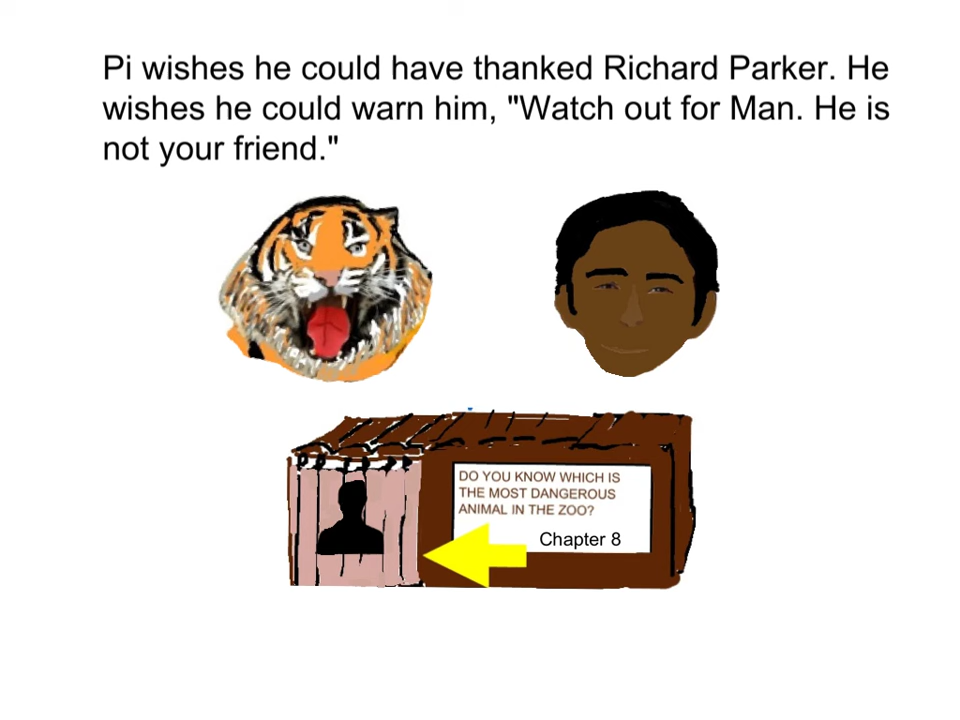 Pi wishes he could have thanked Richard Parker. He
wishes he could warn him, "Watch out for Man. He is
not your friend."
DO YOU KNOW WHICH IS
THE MOST DANGEROUS
ANIMAL IN THE ZOO?
Chapter 8